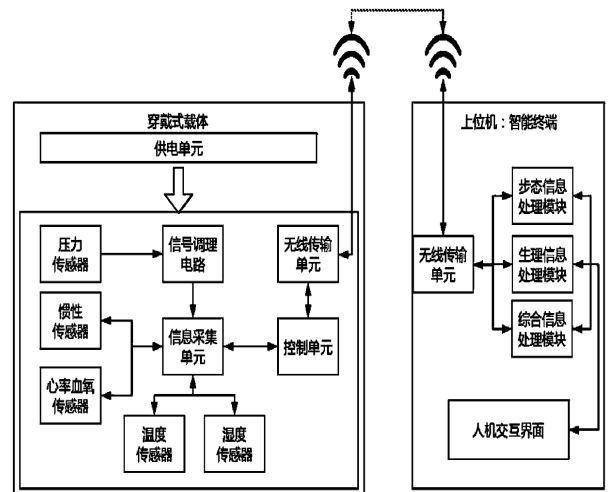 穿戴式载体
供电单元
压力
传感器
信号调理
电路
无线传输
单元
惯性
传感器
信息采集
单元
控制单元
心率血氧
传感器
温度
传感器
湿度
传感器
上位机：智能终端
步态信息
处理模块
无线传输
单元
生理信息
处理模块
综合信息
处理模块
人机交互界面